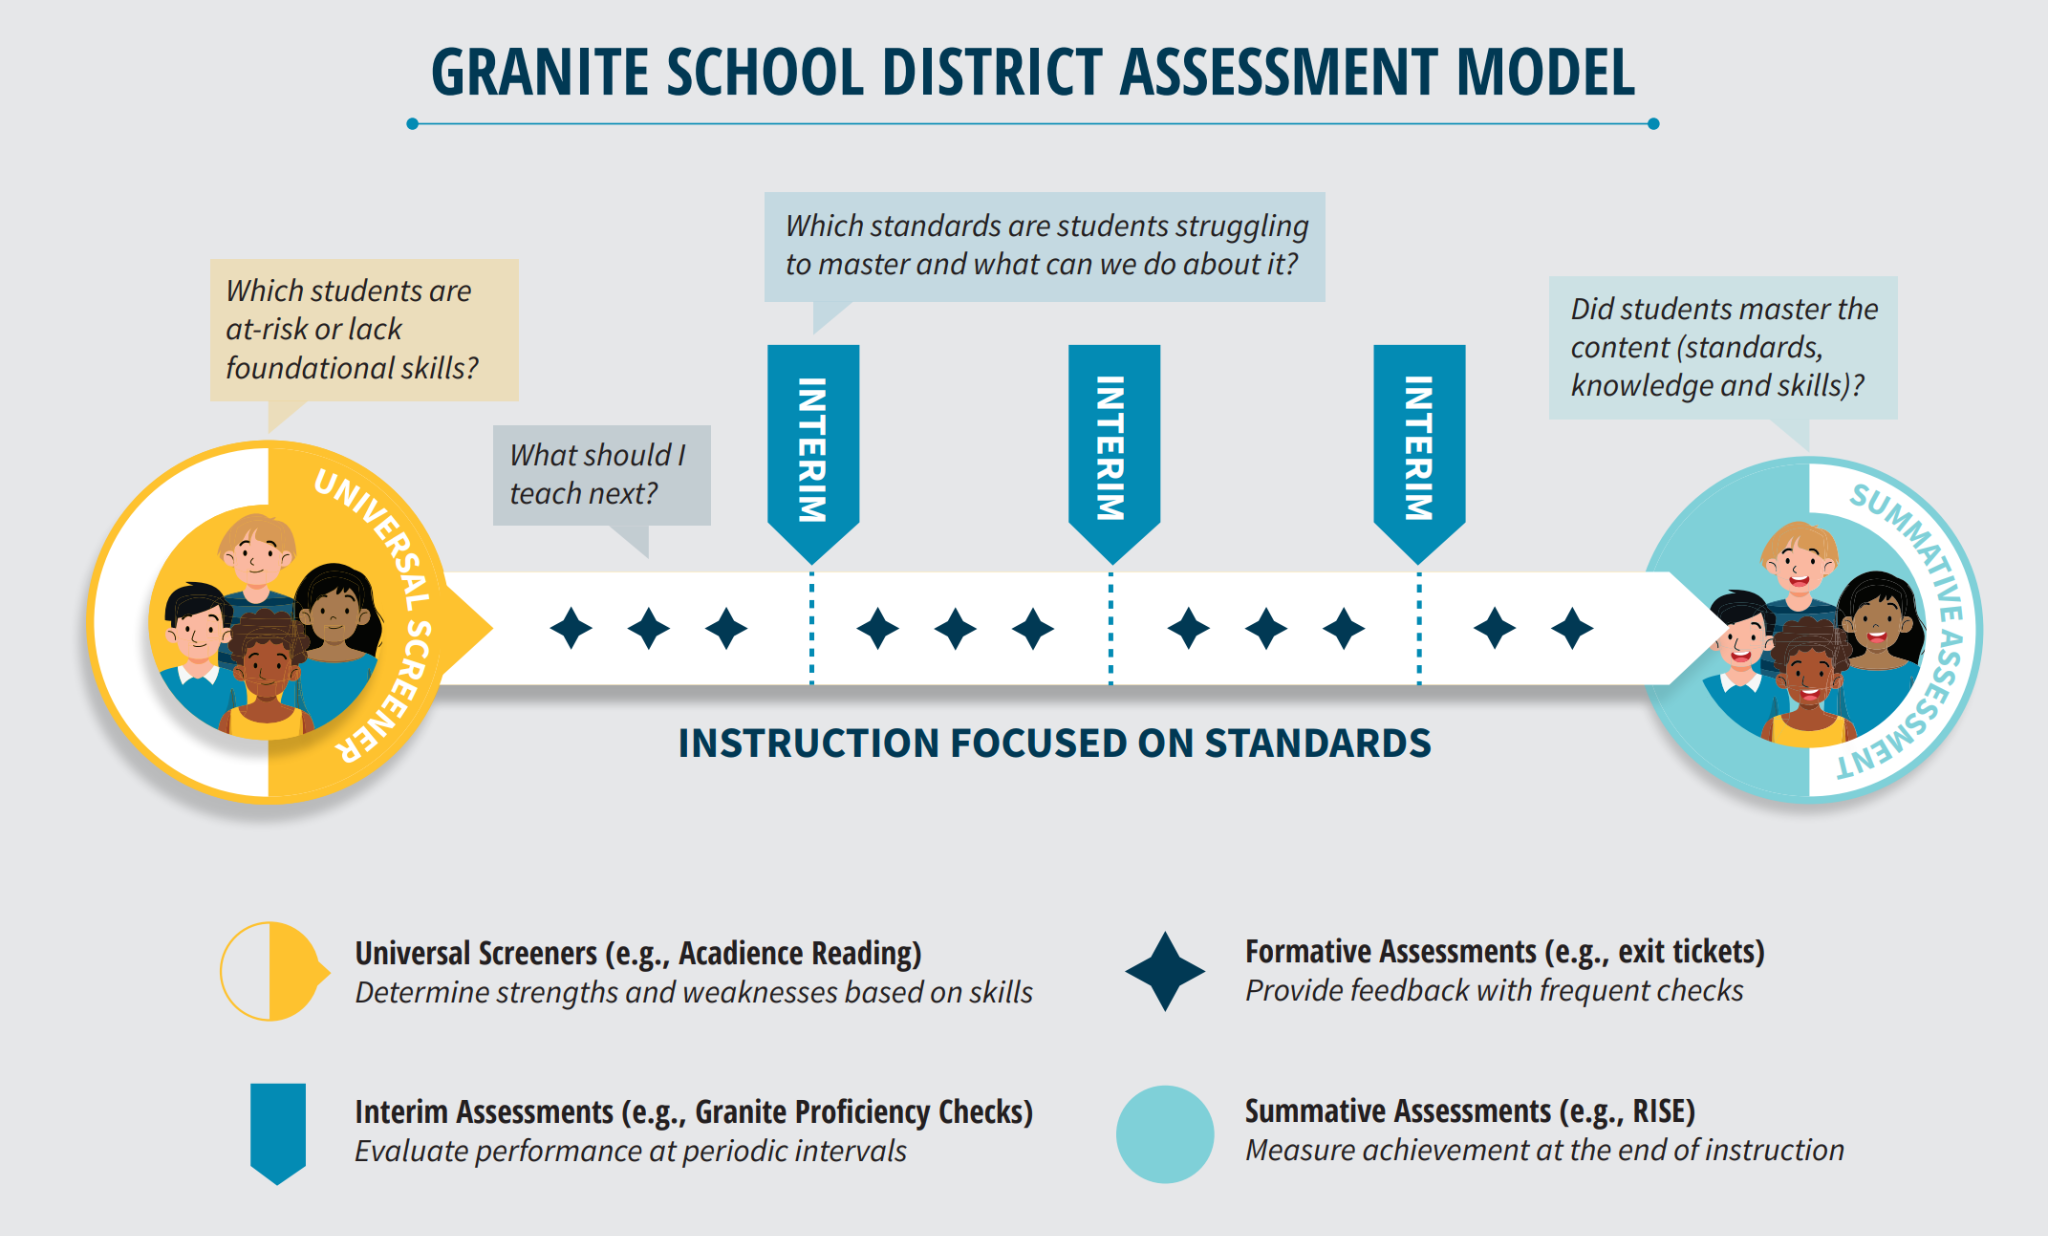 GRANITE SCHOOL DISTRICT ASSESSMENT MODEL
Which standards are students struggling
to master and what can we do about it?
Which students are
at-risk or lack
foundational skills?
Did students master the
content (standards,
knowledge and skills)?
What should I
teach next?
INTERIM
INTERIM
INTERIM
UNIVERSAL SCREENER
SUMMATIVE ASSESSMENT
INSTRUCTION FOCUSED ON STANDARDS
Universal Screeners (e.g., Acadience Reading)
Determine strengths and weaknesses based on skills
Formative Assessments (e.g., exit tickets)
Provide feedback with frequent checks
Interim Assessments (e.g., Granite Proficiency Checks)
Evaluate performance at periodic intervals
Summative Assessments (e.g., RISE)
Measure achievement at the end of instruction